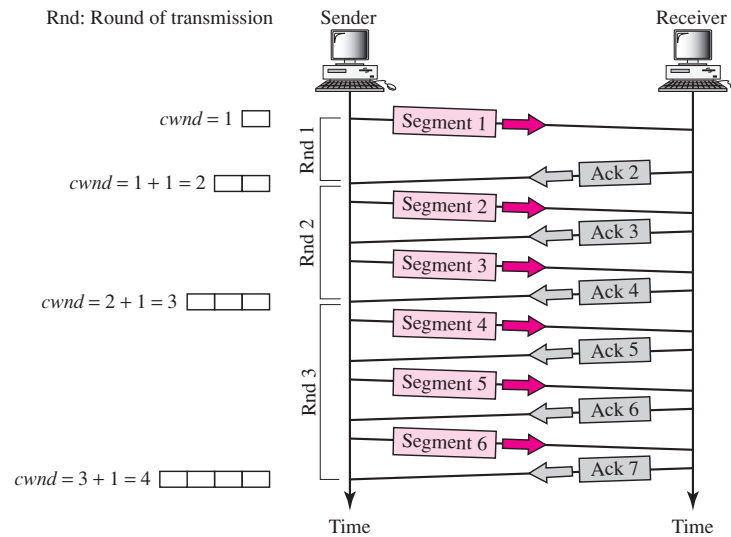 Rnd: Round of transmission
Sender
Receiver
cwnd = 1
Rnd 1
Segment 1
Ack 2
cwnd = 1 + 1 = 2
Rnd 2
Segment 2
Ack 3
Segment 3
Ack 4
cwnd = 2 + 1 = 3
Rnd 3
Segment 4
Ack 5
Segment 5
Ack 6
Segment 6
Ack 7
cwnd = 3 + 1 = 4
Time
Time